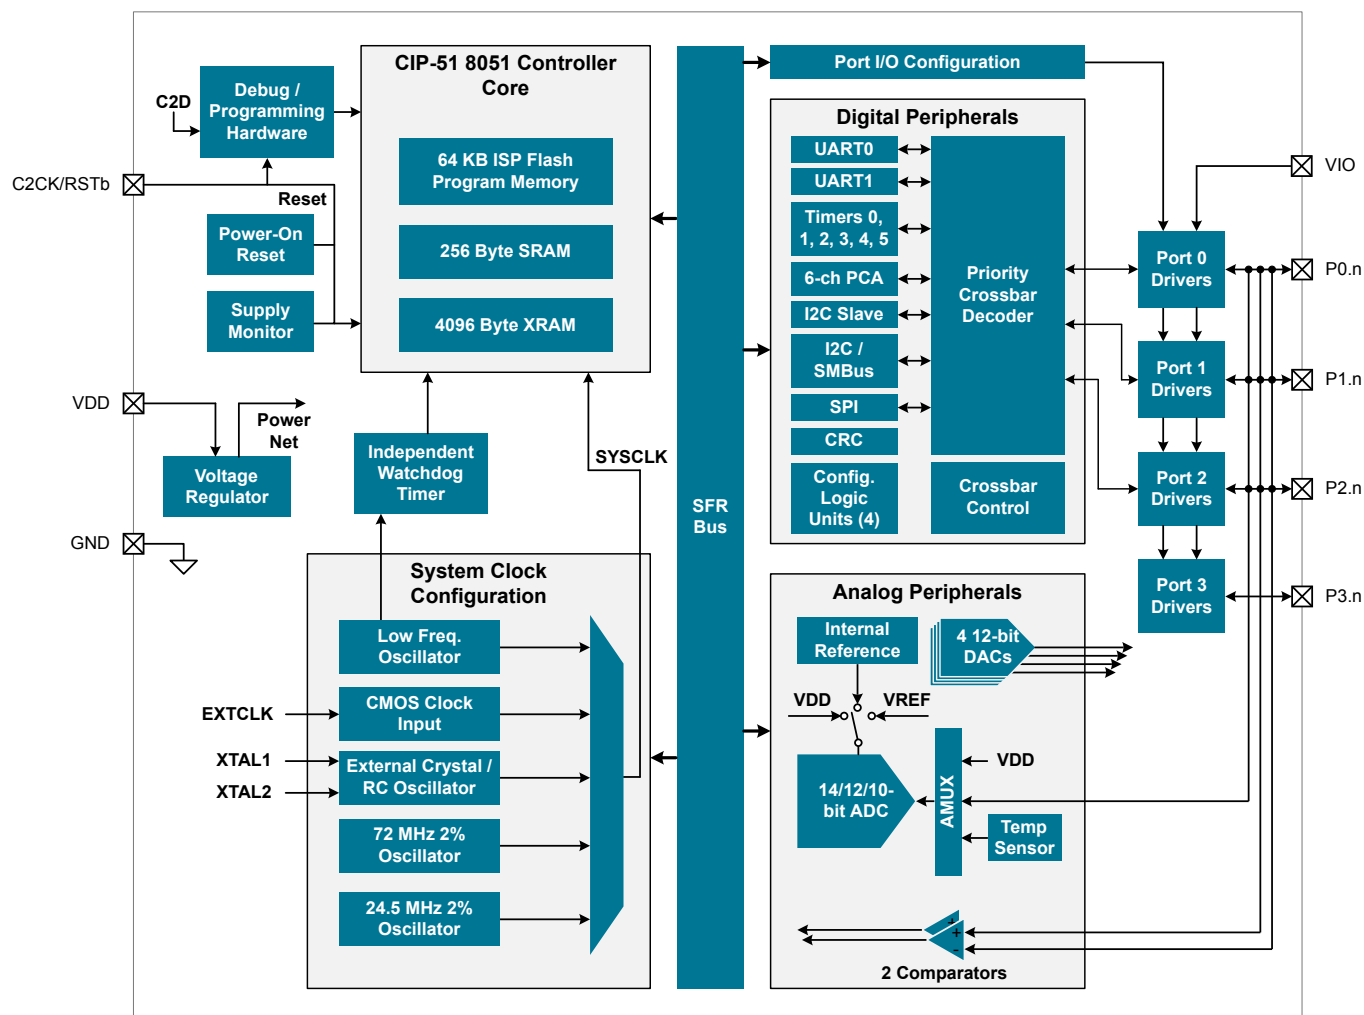 CIP-51 8051 Controller
Core
64 KB ISP Flash
Program Memory
256 Byte SRAM
4096 Byte XRAM
C2D
Debug /
Programming
Hardware
C2CK/RSTb
Reset
Power-On
Reset
Supply
Monitor
VDD
Power
Net
Voltage
Regulator
GND
Independent
Watchdog
Timer
SYSCLK
System Clock
Configuration
Low Freq.
Oscillator
EXTCLK
CMOS Clock
Input
XTAL1
XTAL2
External Crystal /
RC Oscillator
72 MHz 2%
Oscillator
24.5 MHz 2%
Oscillator
SFR
Bus
Port I/O Configuration
Digital Peripherals
UART0
UART1
Timers 0,
1, 2, 3, 4, 5
6-ch PCA
I2C Slave
I2C /
SMBus
SPI
CRC
Config.
Logic
Units (4)
Priority
Crossbar
Decoder
Crossbar
Control
Analog Peripherals
Internal
Reference
4 12-bit
DACs
VDD
VREF
14/12/10-
bit ADC
AMUX
VDD
Temp
Sensor
+
+
-
2 Comparators
Port 0
Drivers
Port 1
Drivers
Port 2
Drivers
Port 3
Drivers
VIO
P0.n
P1.n
P2.n
P3.n